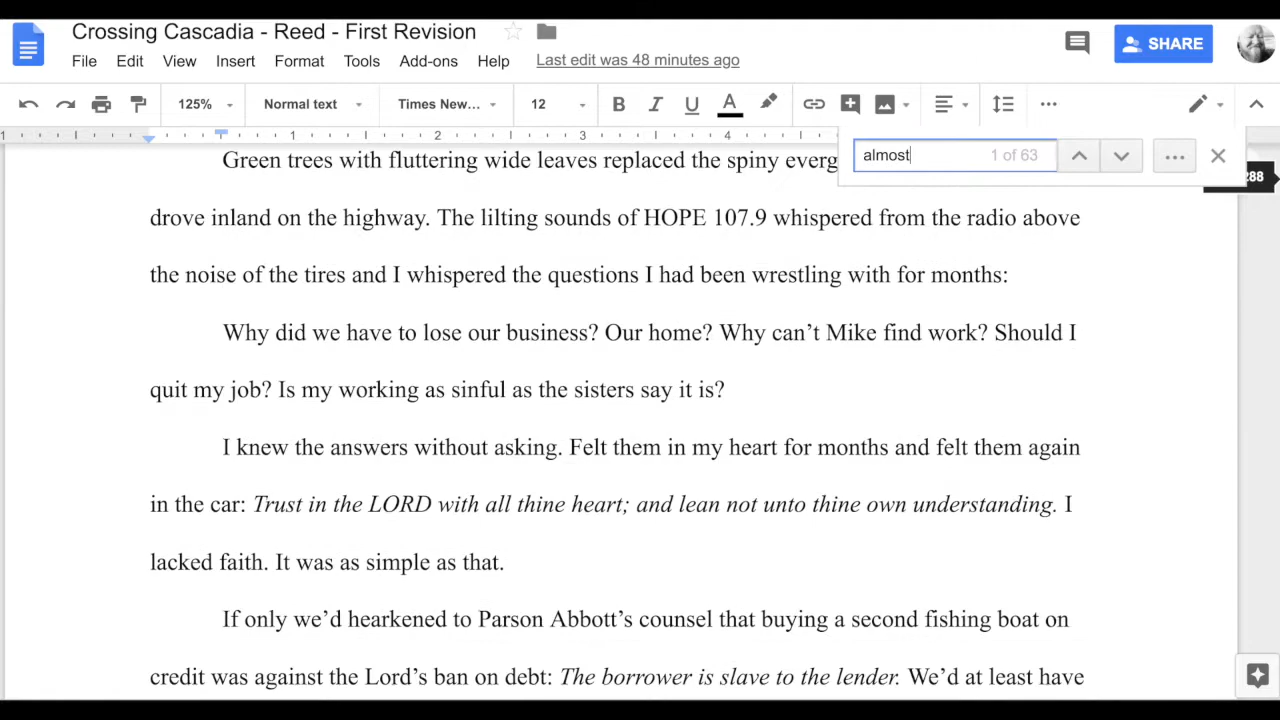 Crossing Cascadia - Reed - First Revision
File Edit View Insert Format Tools Add-ons Help Last edit was 48 minutes ago
SHARE
125% Normal text Times New... 12 B I U A
1 1 2 3 4
almost 1 of 63
288
Green trees with fluttering wide leaves replaced the spiny
drove inland on the highway. The lilting sounds of HOPE 107.9 whispered from the radio above
the noise of the tires and I whispered the questions I had been wrestling with for months:
Why did we have to lose our business? Our home? Why can’t Mike find work? Should I
quit my job? Is my working as sinful as the sisters say it is?
I knew the answers without asking. Felt them in my heart for months and felt them again
in the car: Trust in the LORD with all thine heart; and lean not unto thine own understanding. I
lacked faith. It was as simple as that.
If only we’d hearkened to Parson Abbott’s counsel that buying a second fishing boat on
credit was against the Lord’s ban on debt: The borrower is slave to the lender. We’d at least have